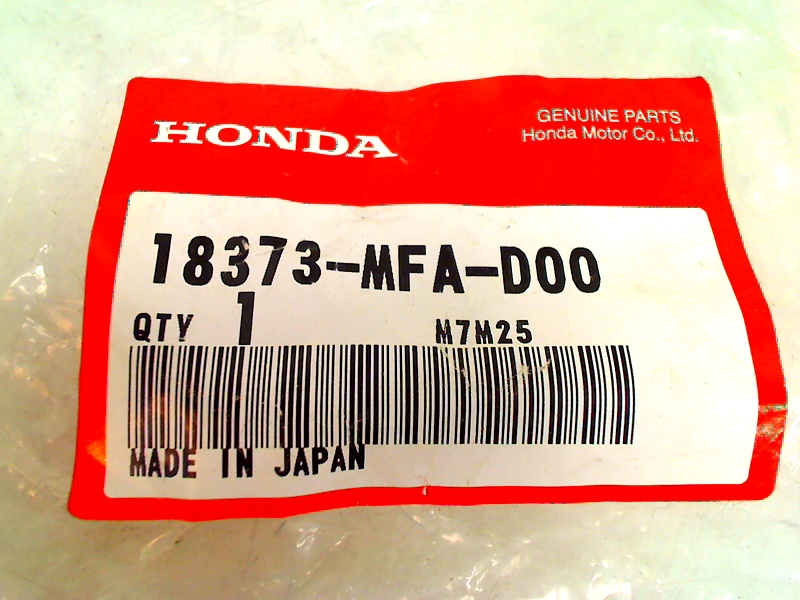 HONDA
GENUINE PARTS
Honda Motor Co., Ltd.
18373-MFA-D00
QTY 1 M7M25
MADE IN JAPAN